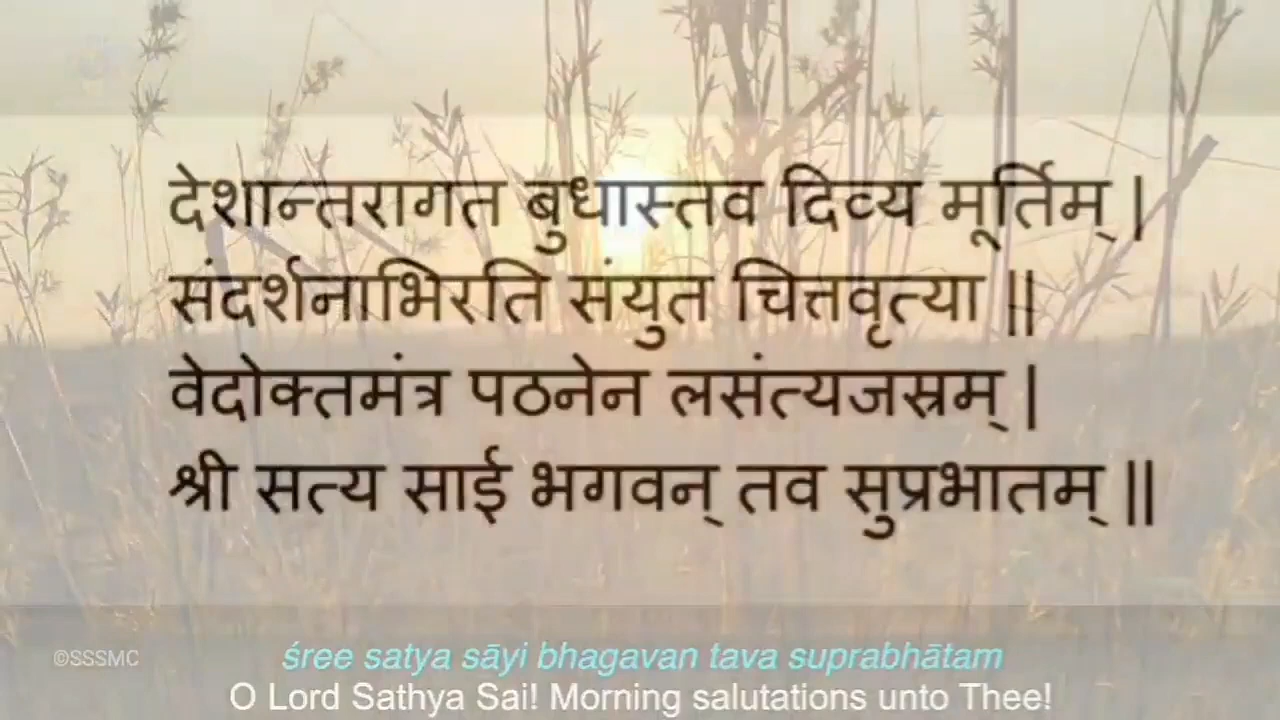 देशान्तरागत बुधास्तव दिव्य मूर्तिम् |
संदर्शनाभिरति संयुत चित्तवृत्या ||
वेदोक्तमंत्र पठनेन लसंत्यजस्रम् |
श्री सत्य साई भगवन् तव सुप्रभातम् ||
©SSSMC
śree satya sāyi bhagavan tava suprabhātam
O Lord Sathya Sai! Morning salutations unto Thee!